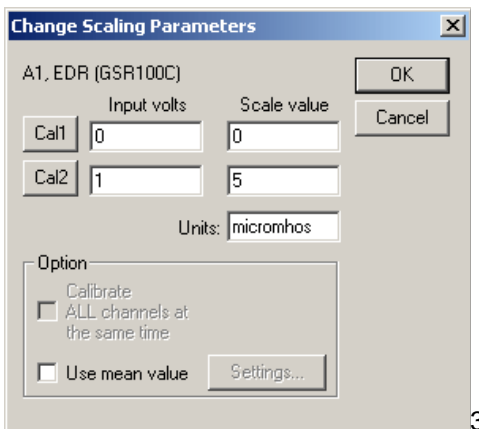 Change Scaling Parameters
A1, EDR (GSR100C)
OK
Input volts Scale value
Cancel
Cal1 0 0
Cal2 1 5
Units: micromhos
Option
Calibrate
ALL channels at
the same time
Use mean value Settings...